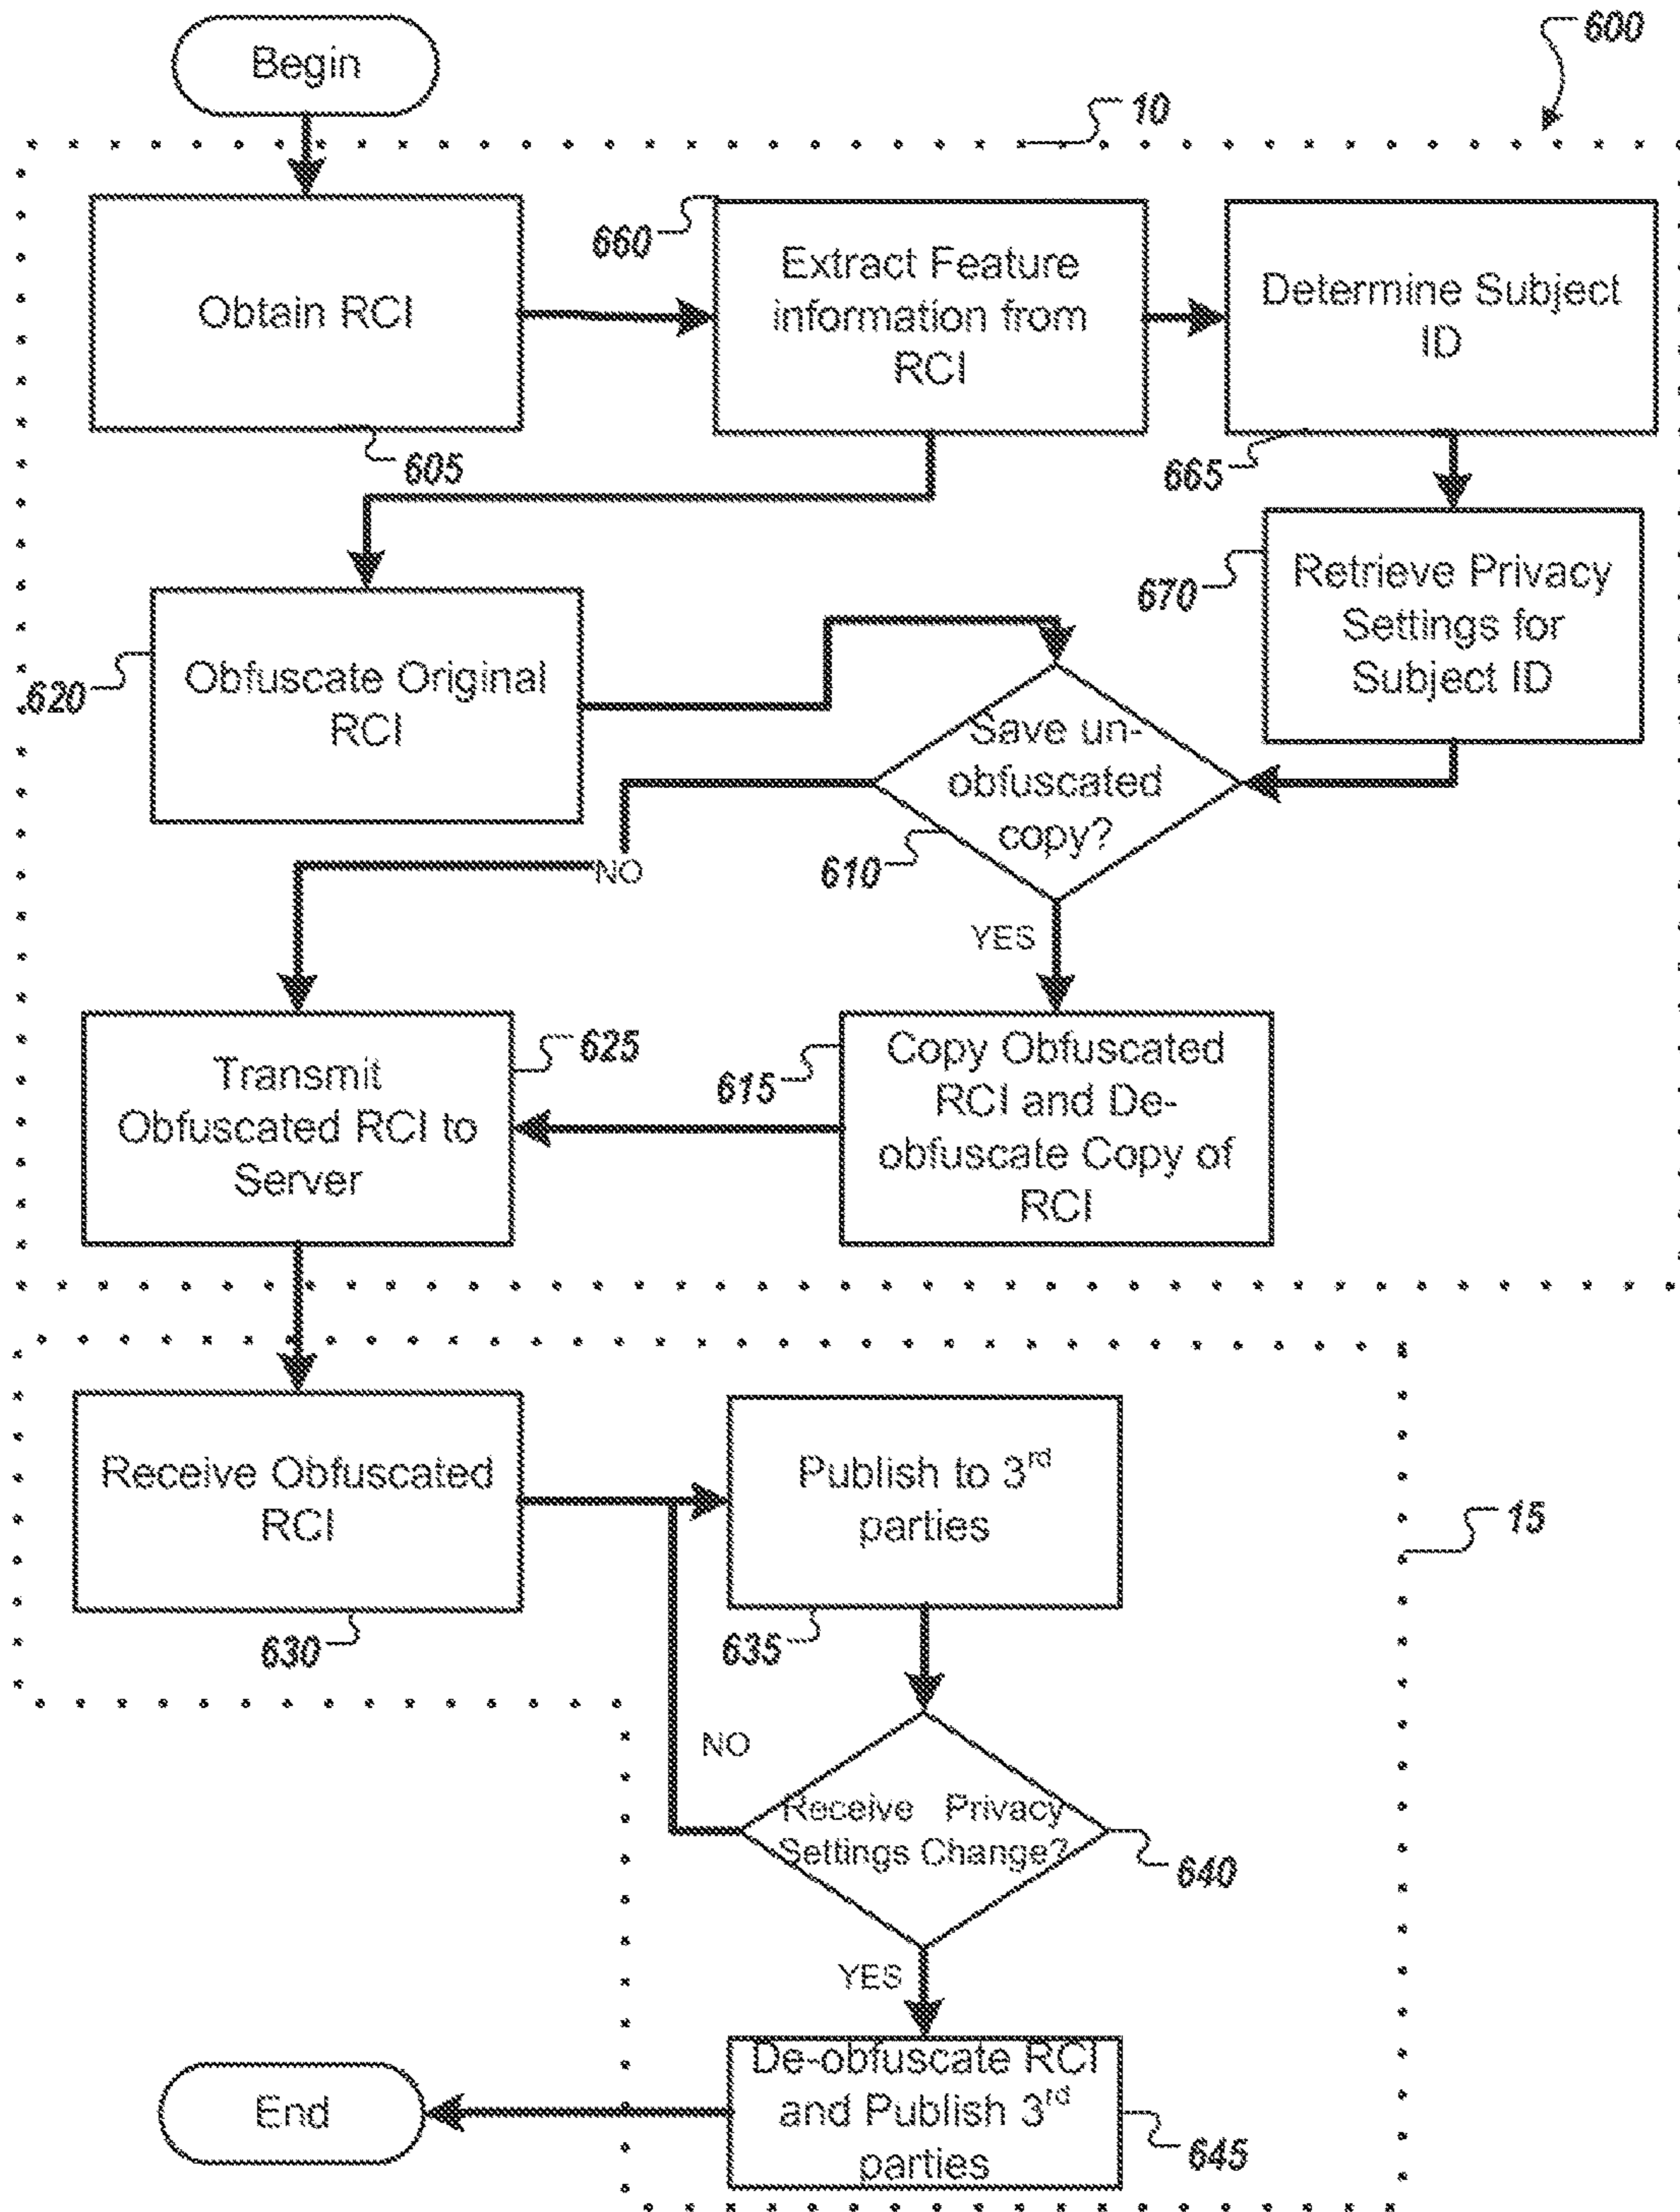 Begin
600
10
Obtain RCI
605
660
Extract Feature
information from
RCI
Determine Subject
ID
665
670
Retrieve Privacy
Settings for
Subject ID
620
Obfuscate Original
RCI
Save un-
obfuscated
copy?
610
NO
YES
Transmit
Obfuscated RCI to
Server
625
615
Copy Obfuscated
RCI and De-
obfuscate Copy of
RCI
Receive Obfuscated
RCI
630
Publish to 3rd
parties
635
15
NO
Receive Privacy
Settings Change?
640
YES
De-obfuscate RCI
and Publish 3rd
parties
645
End